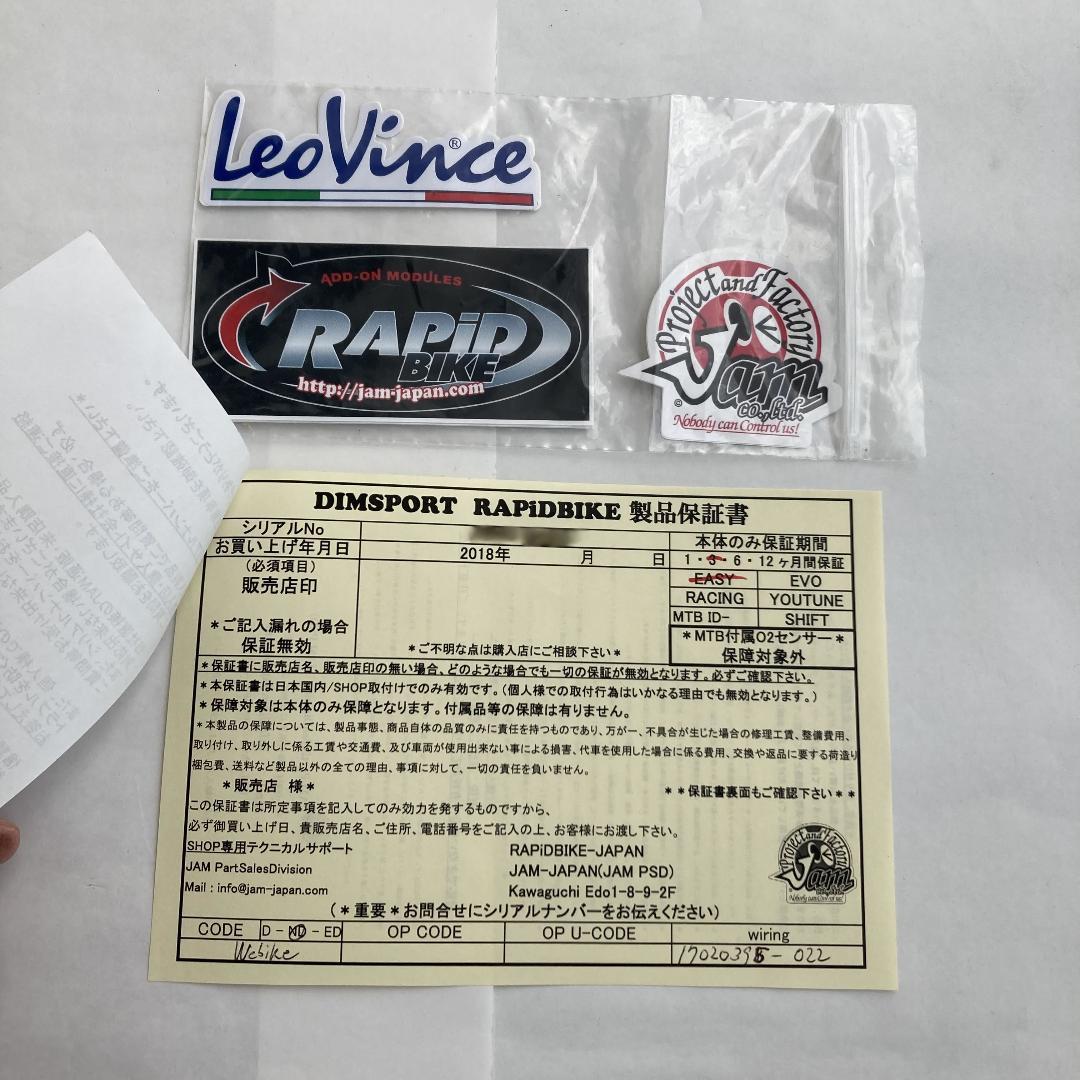 LeoVince®
ADD-ON MODULES
RAPiD
BIKE
http://jam-japan.com
Project and Factory
Jam
co.,ltd.
©
Nobody can Control us!
DIMSPORT RAPiDBIKE 製品保証書
シリアルNo
本体のみ保証期間
お買い上げ年月日
2018年 月 日
1・3・6・12ヶ月間保証
(必須項目)
販売店印
EASY EVO
RACING YOUTUNE
MTB ID- SHIFT
*ご記入漏れの場合
保証無効
*ご不明な点は購入店にご相談下さい*
*MTB付属O2センサー*
保障対象外
*保証書に販売店名、販売店印の無い場合、どのような場合でも一切の保証が無効となります。必ずご確認下さい。
*本保証書は日本国内/SHOP取付けでのみ有効です。(個人様での取付行為はいかなる理由でも無効となります。)
*保障対象は本体のみ保障となります。付属品等の保障は有りません。
*本製品の保障については、製品事態、商品自体の品質のみに責任を持つものであり、万が一、不具合が生じた場合の修理工賃、整備費用、
取り付け、取り外しに係る工賃や交通費、及び車両が使用出来ない事による損害、代車を使用した場合に係る費用、交換や返品に要する荷造り
梱包費、送料など製品以外の全ての理由、事項に対して、一切の責任を負いません。
*販売店 様*
**保証書裏面もご確認下さい**
この保証書は所定事項を記入してのみ効力を発するものですから、
必ず御買い上げ日、貴販売店名、ご住所、電話番号をご記入の上、お客様にお渡し下さい。
SHOP専用テクニカルサポート
RAPiDBIKE-JAPAN
JAM PartSalesDivision
JAM-JAPAN(JAM PSD)
Mail : info@jam-japan.com
Kawaguchi Edo1-8-9-2F
Project and Factory
Jam
co.,ltd.
Nobody can Control us!
(*重要*お問合せにシリアルナンバーをお伝えください)
CODE D - ND - ED OP CODE OP U-CODE wiring
Webike 17020395-022